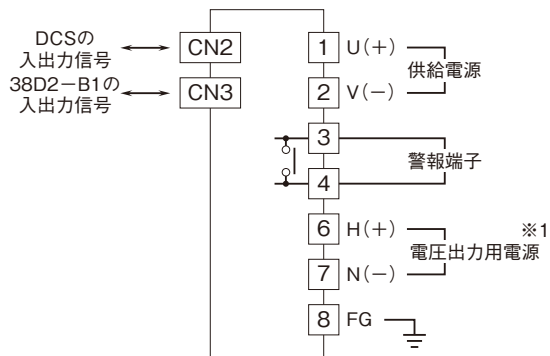 DCSの
入出力信号
CN2
38D2−B1の
入出力信号
CN3
1 U(+)
供給電源
2 V(−)
3
警報端子
4
6 H(+)
※1
電圧出力用電源
7 N(−)
8 FG